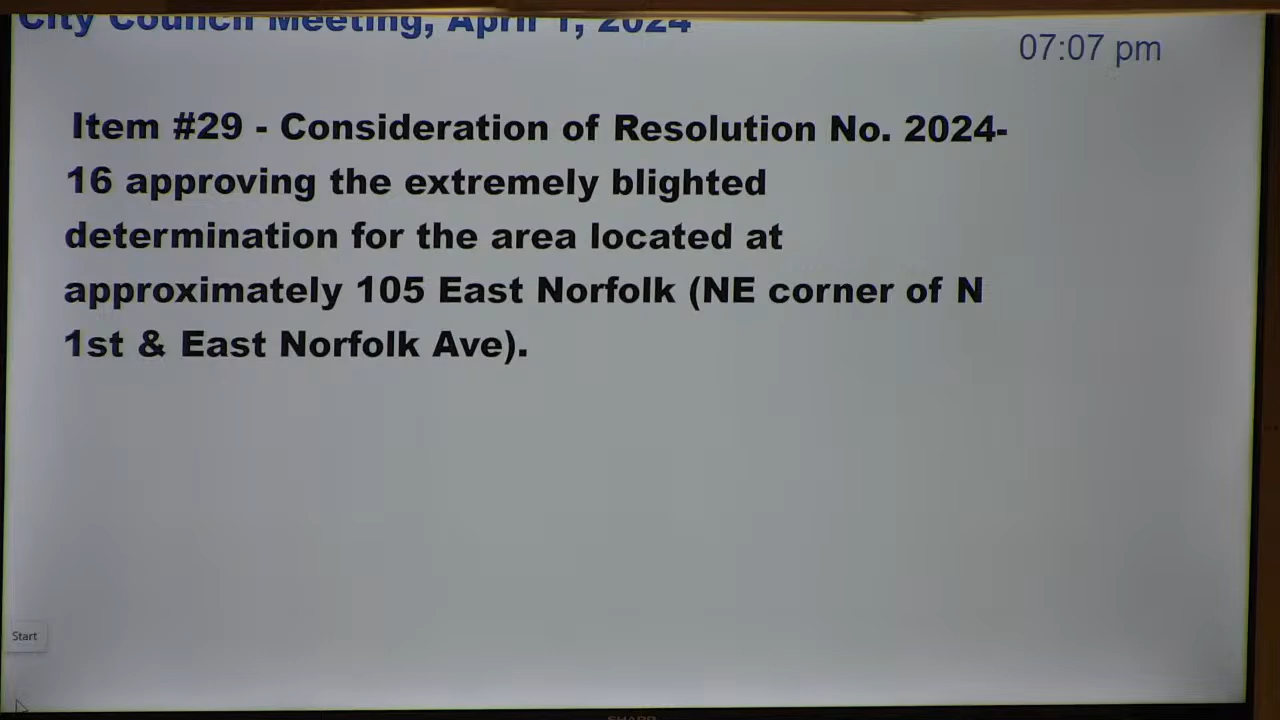 City Council Meeting, April 1, 2024
07:07 pm
Item #29 - Consideration of Resolution No. 2024-
16 approving the extremely blighted
determination for the area located at
approximately 105 East Norfolk (NE corner of N
1st & East Norfolk Ave).
Start
SHARP